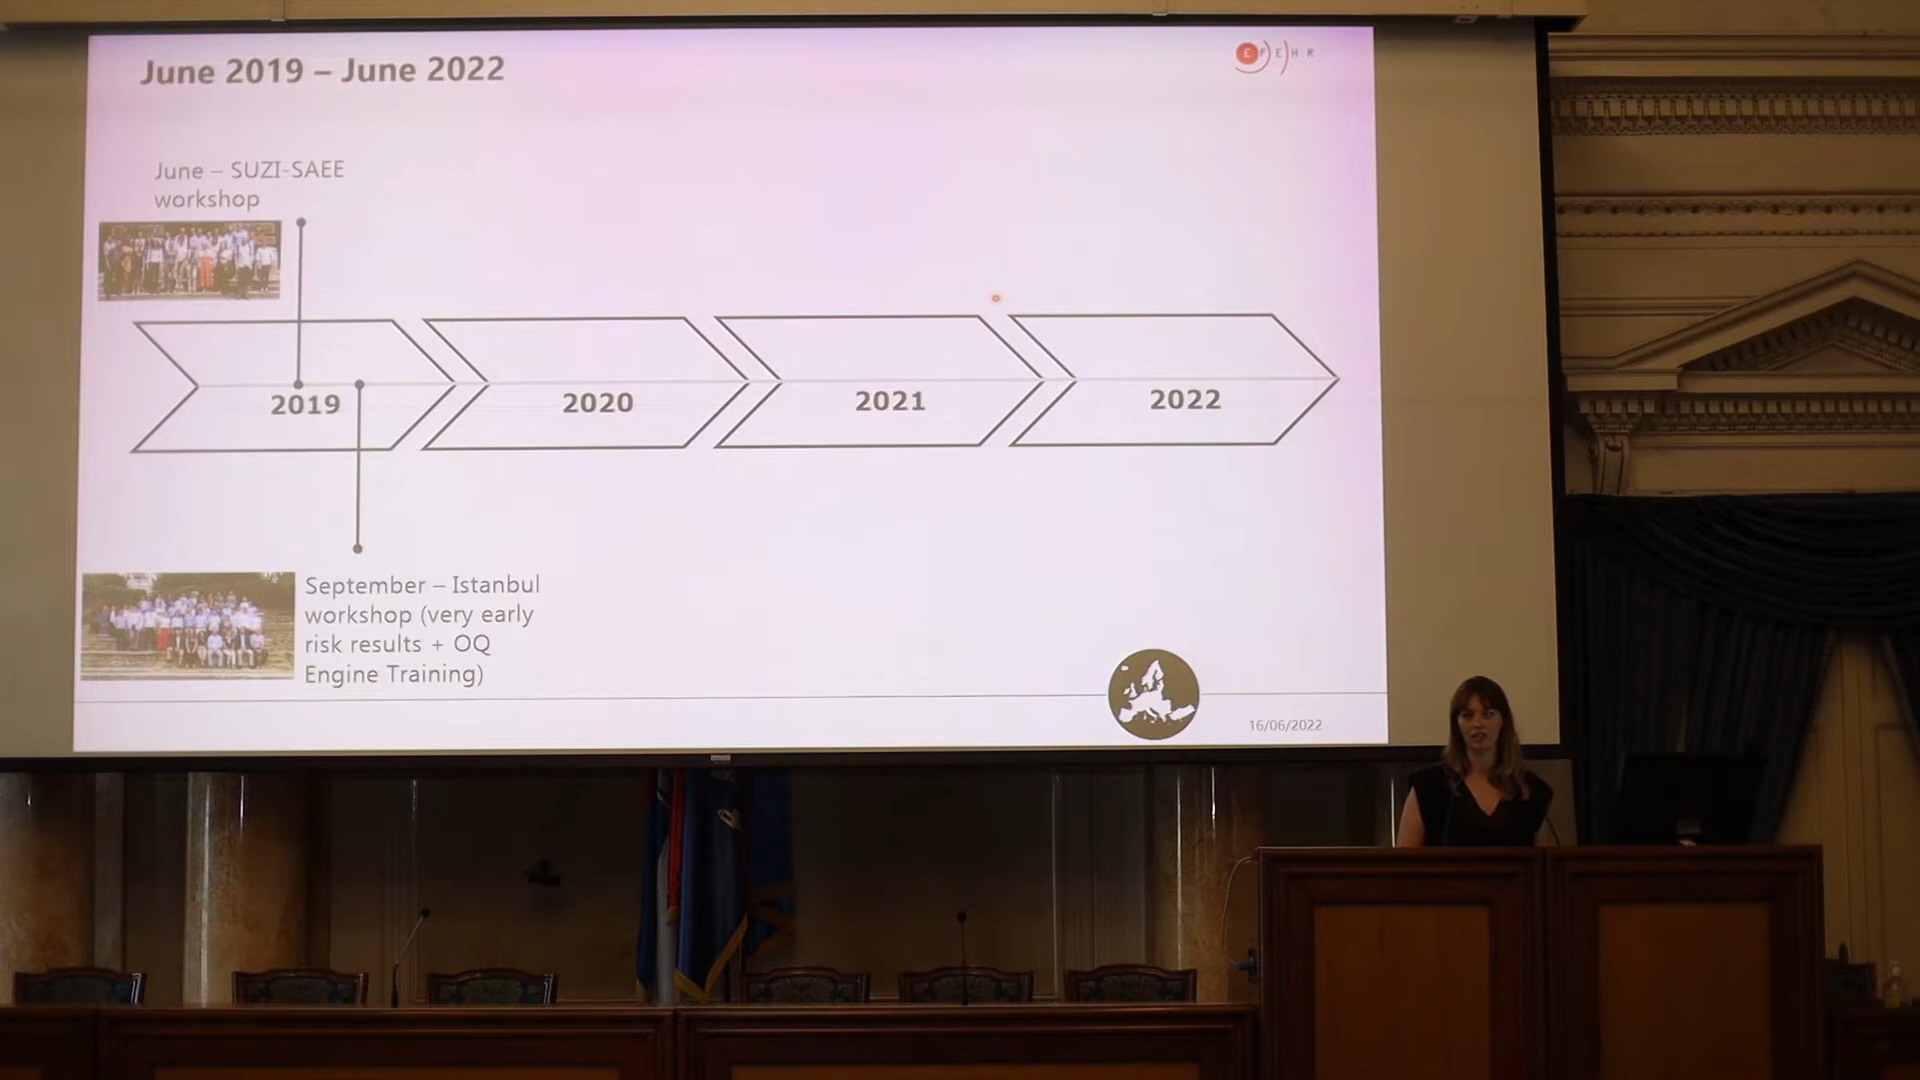 June 2019 – June 2022
E F E H R
June – SUZI-SAEE
workshop
2019
2020
2021
2022
September – Istanbul
workshop (very early
risk results + OQ
Engine Training)
16/06/2022